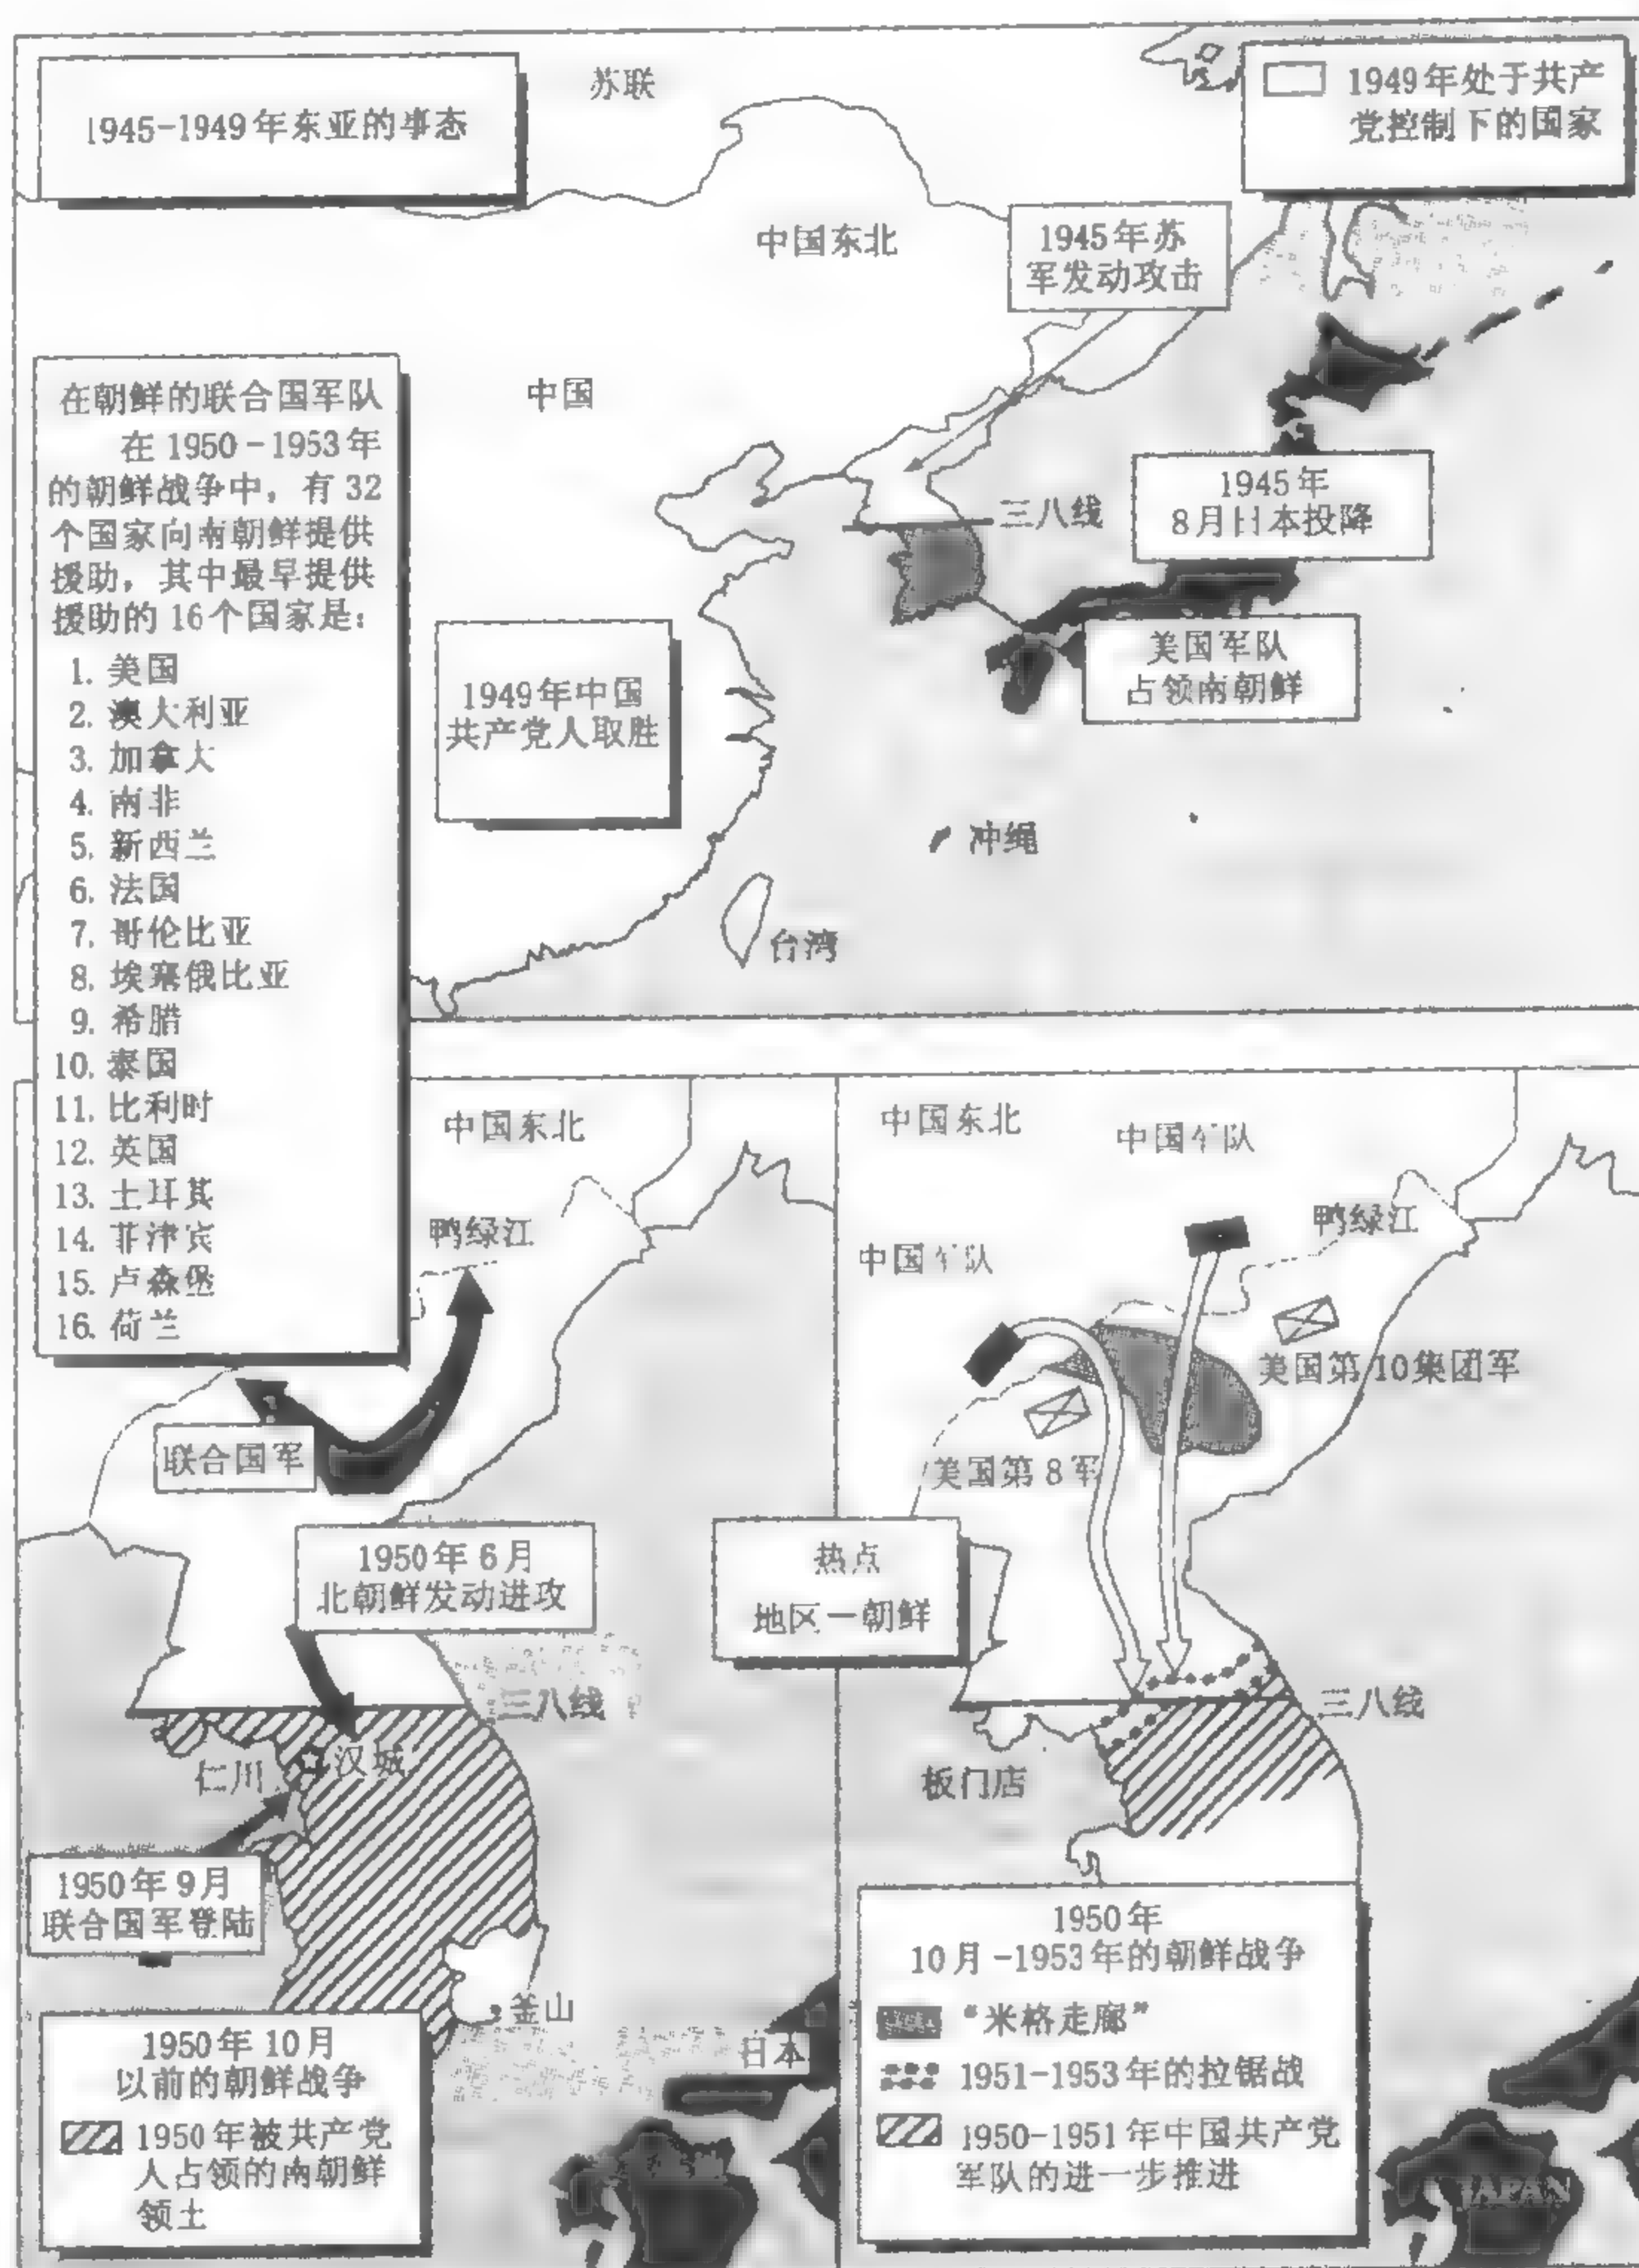 1945-1949年东亚的事态
苏联
1949年处于共产
党控制下的国家
中国东北
1945年苏
军发动攻击
中国
在朝鲜的联合国军队
在1950-1953年
的朝鲜战争中，有32
个国家向南朝鲜提供
援助，其中最早提供
援助的16个国家是：
1. 美国
2. 澳大利亚
3. 加拿大
4. 南非
5. 新西兰
6. 法国
7. 哥伦比亚
8. 埃塞俄比亚
9. 希腊
10. 泰国
11. 比利时
12. 英国
13. 土耳其
14. 菲律宾
15. 卢森堡
16. 荷兰
三八线
1945年
8月日本投降
美国军队
占领南朝鲜
1949年中国
共产党人取胜
冲绳
台湾
中国东北
鸭绿江
联合国军
1950年6月
北朝鲜发动进攻
三八线
仁川
汉城
1950年9月
联合国军登陆
釜山
日本
1950年10月
以前的朝鲜战争
1950年被共产党
人占领的南朝鲜
领土
中国东北
中国军队
鸭绿江
中国军队
美国第10集团军
美国第8军
热点
地区一朝鲜
三八线
板门店
1950年
10月-1953年的朝鲜战争
“米格走廊”
1951-1953年的拉锯战
1950-1951年中国共产党
军队的进一步推进
JAPAN